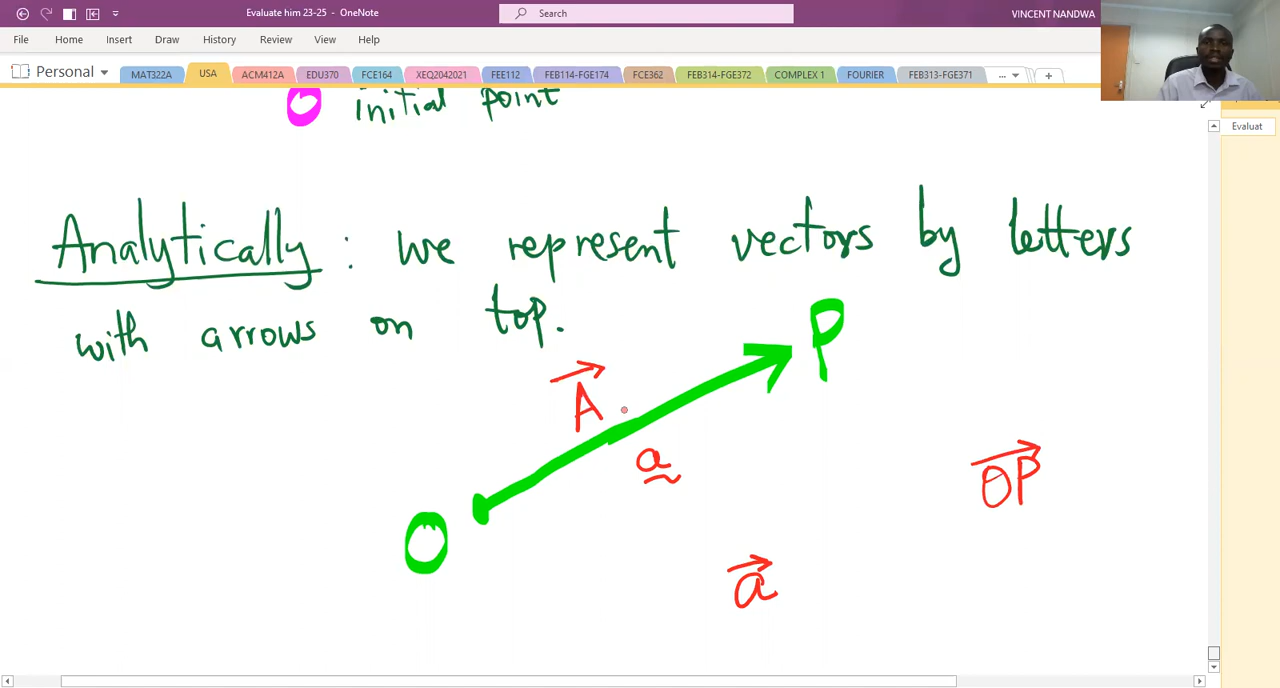 Evaluate him 23-25 - OneNote
Search
VINCENT NANDWA
File Home Insert Draw History Review View Help
Personal MAT322A USA ACM412A EDU370 FCE164 XEQ2042021 FEE112 FEB114-FGE174 FCE362 FEB314-FGE372 COMPLEX 1 FOURIER FEB313-FGE371 ... +
Evaluat
O initial point
Analytically : we represent vectors by letters
with arrows on top.
P
A
a
OP
O
a